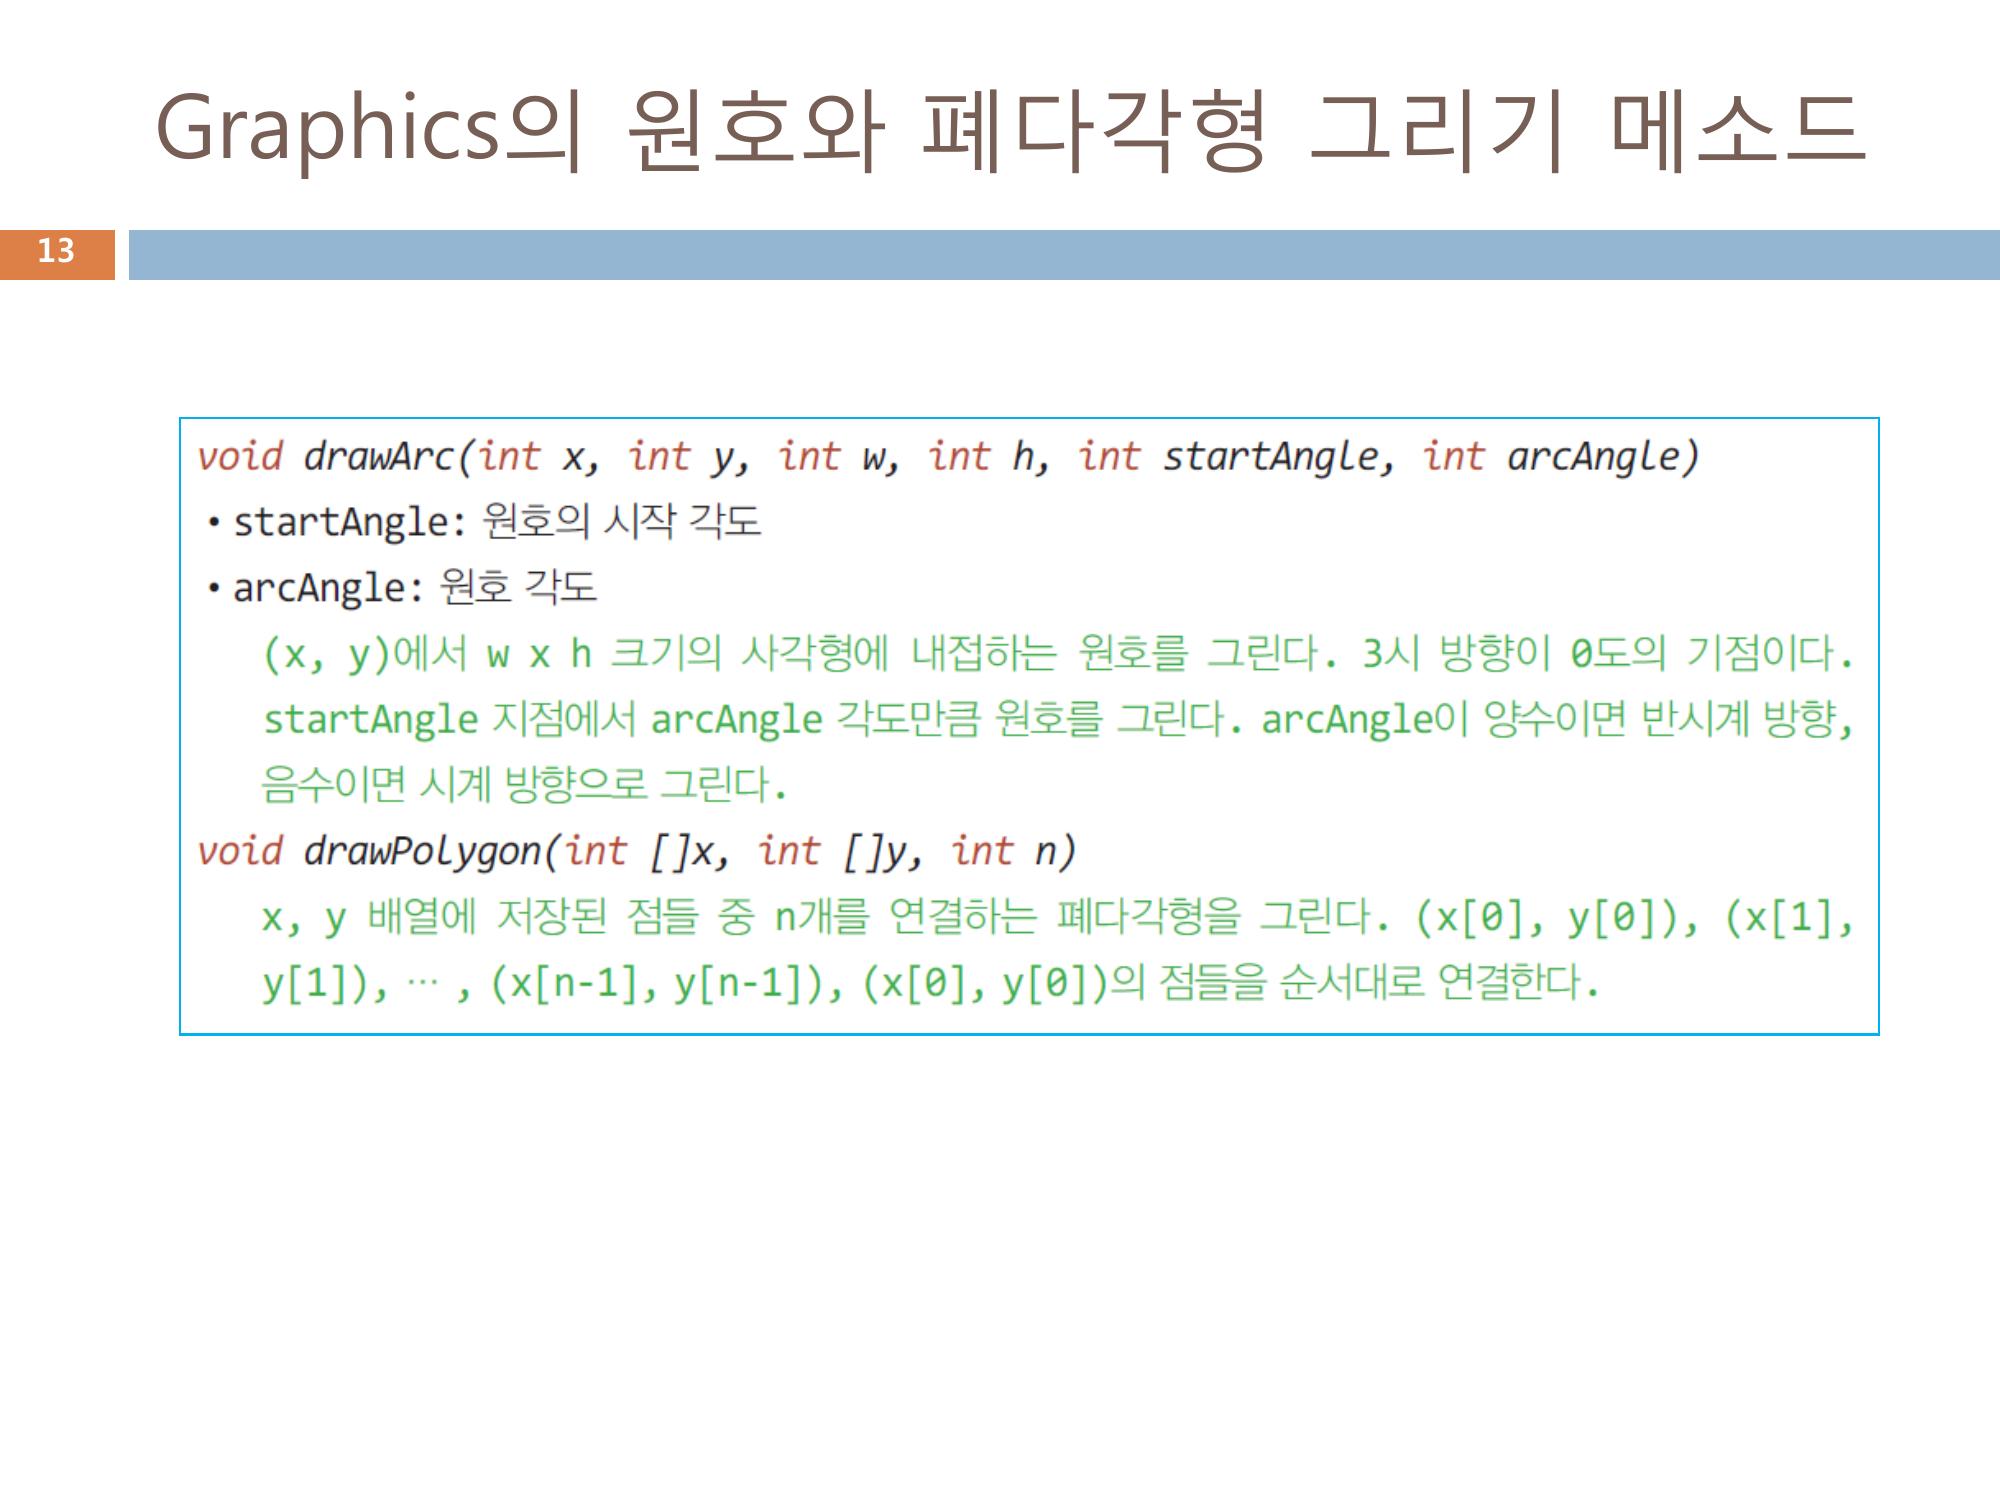 Graphics의 원호와 폐다각형 그리기 메소드
13
void drawArc(int x, int y, int w, int h, int startAngle, int arcAngle)
• startAngle: 원호의 시작 각도
• arcAngle: 원호 각도
(x, y)에서 w x h 크기의 사각형에 내접하는 원호를 그린다. 3시 방향이 0도의 기점이다.
startAngle 지점에서 arcAngle 각도만큼 원호를 그린다. arcAngle이 양수이면 반시계 방향,
음수이면 시계 방향으로 그린다.
void drawPolygon(int []x, int []y, int n)
x, y 배열에 저장된 점들 중 n개를 연결하는 폐다각형을 그린다. (x[0], y[0]), (x[1],
y[1]), ··· , (x[n-1], y[n-1]), (x[0], y[0])의 점들을 순서대로 연결한다.